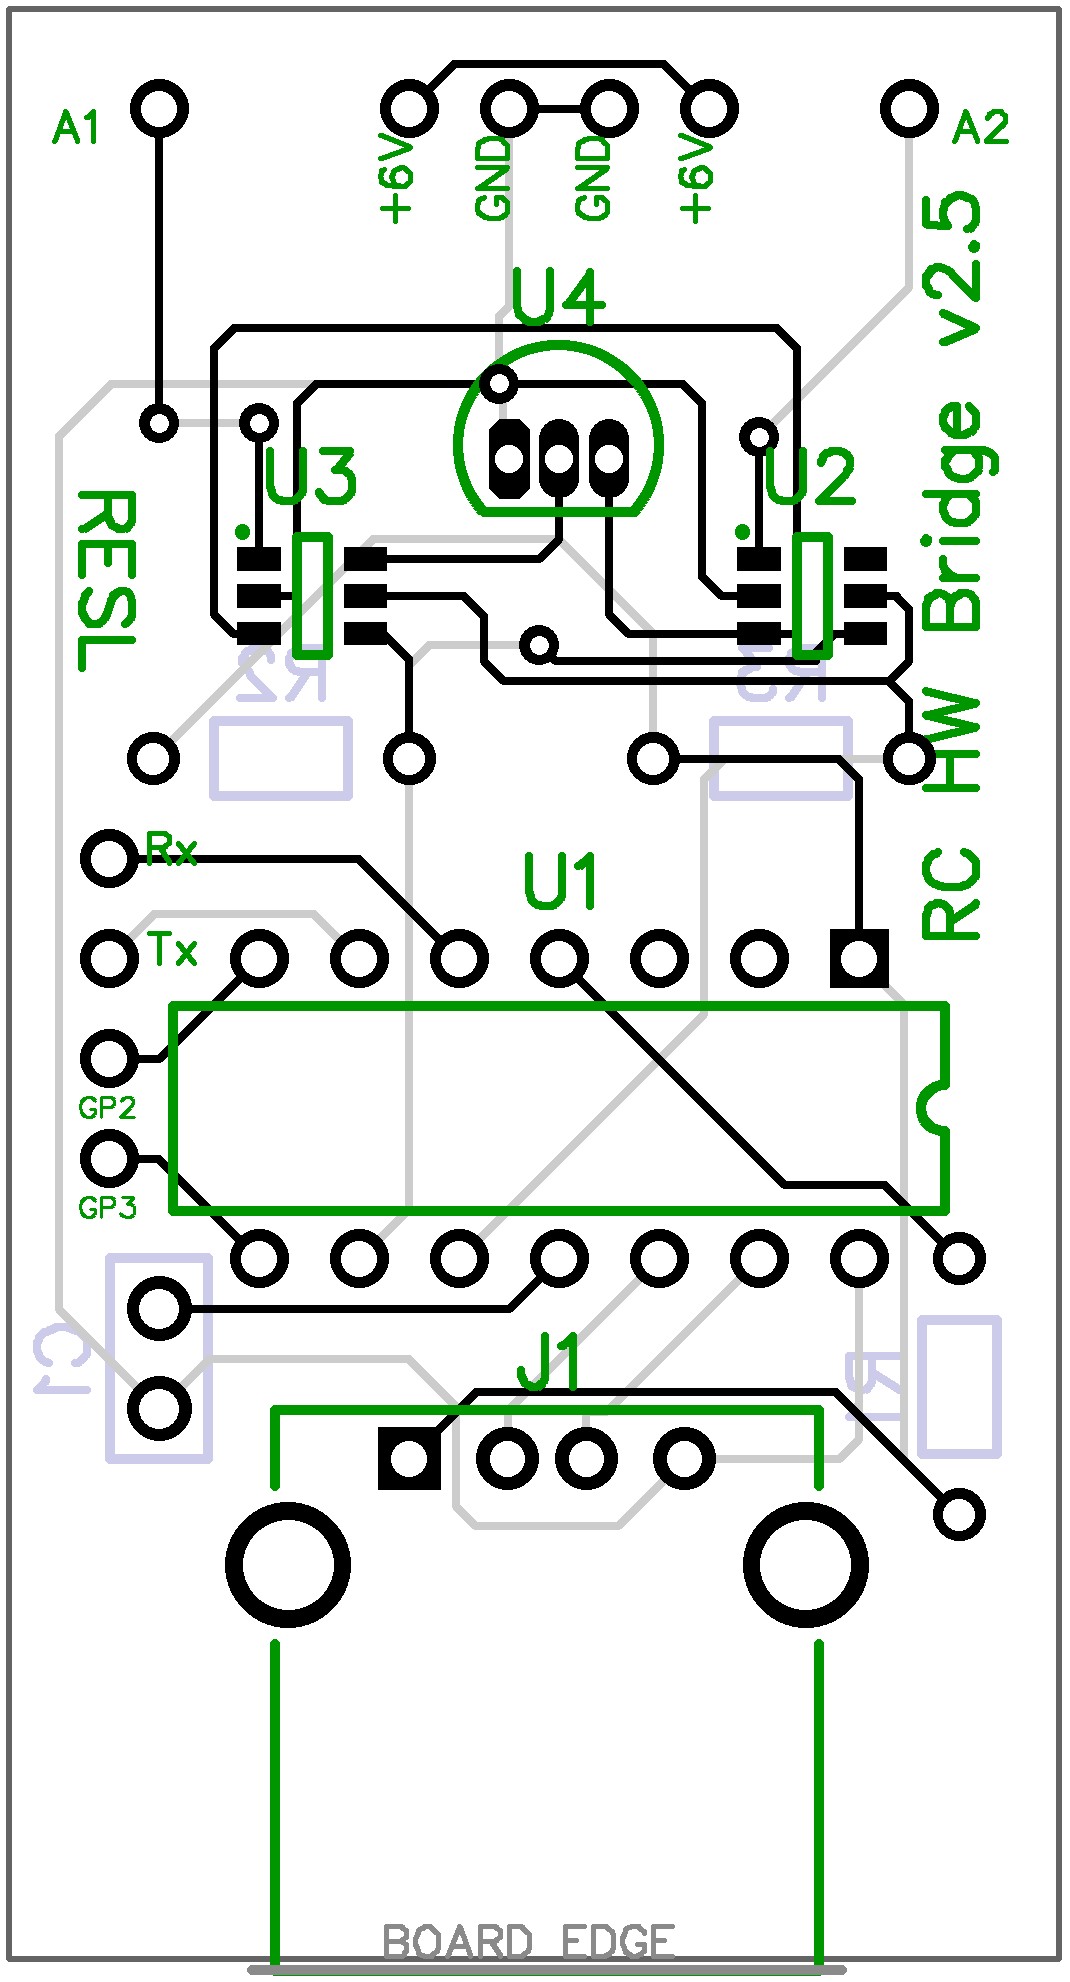 A1
+6V
GND
GND
+6V
A2
U4
U3
U2
RESL
RC HW Bridge v2.5
R2
R3
Rx
Tx
U1
GP2
GP3
C1
J1
R1
BOARD EDGE